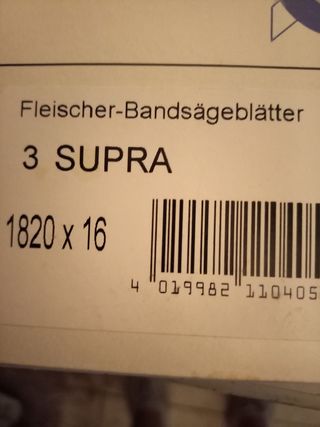 Fleischer-Bandsägeblätter
3 SUPRA
1820 x 16
4 019982 110405